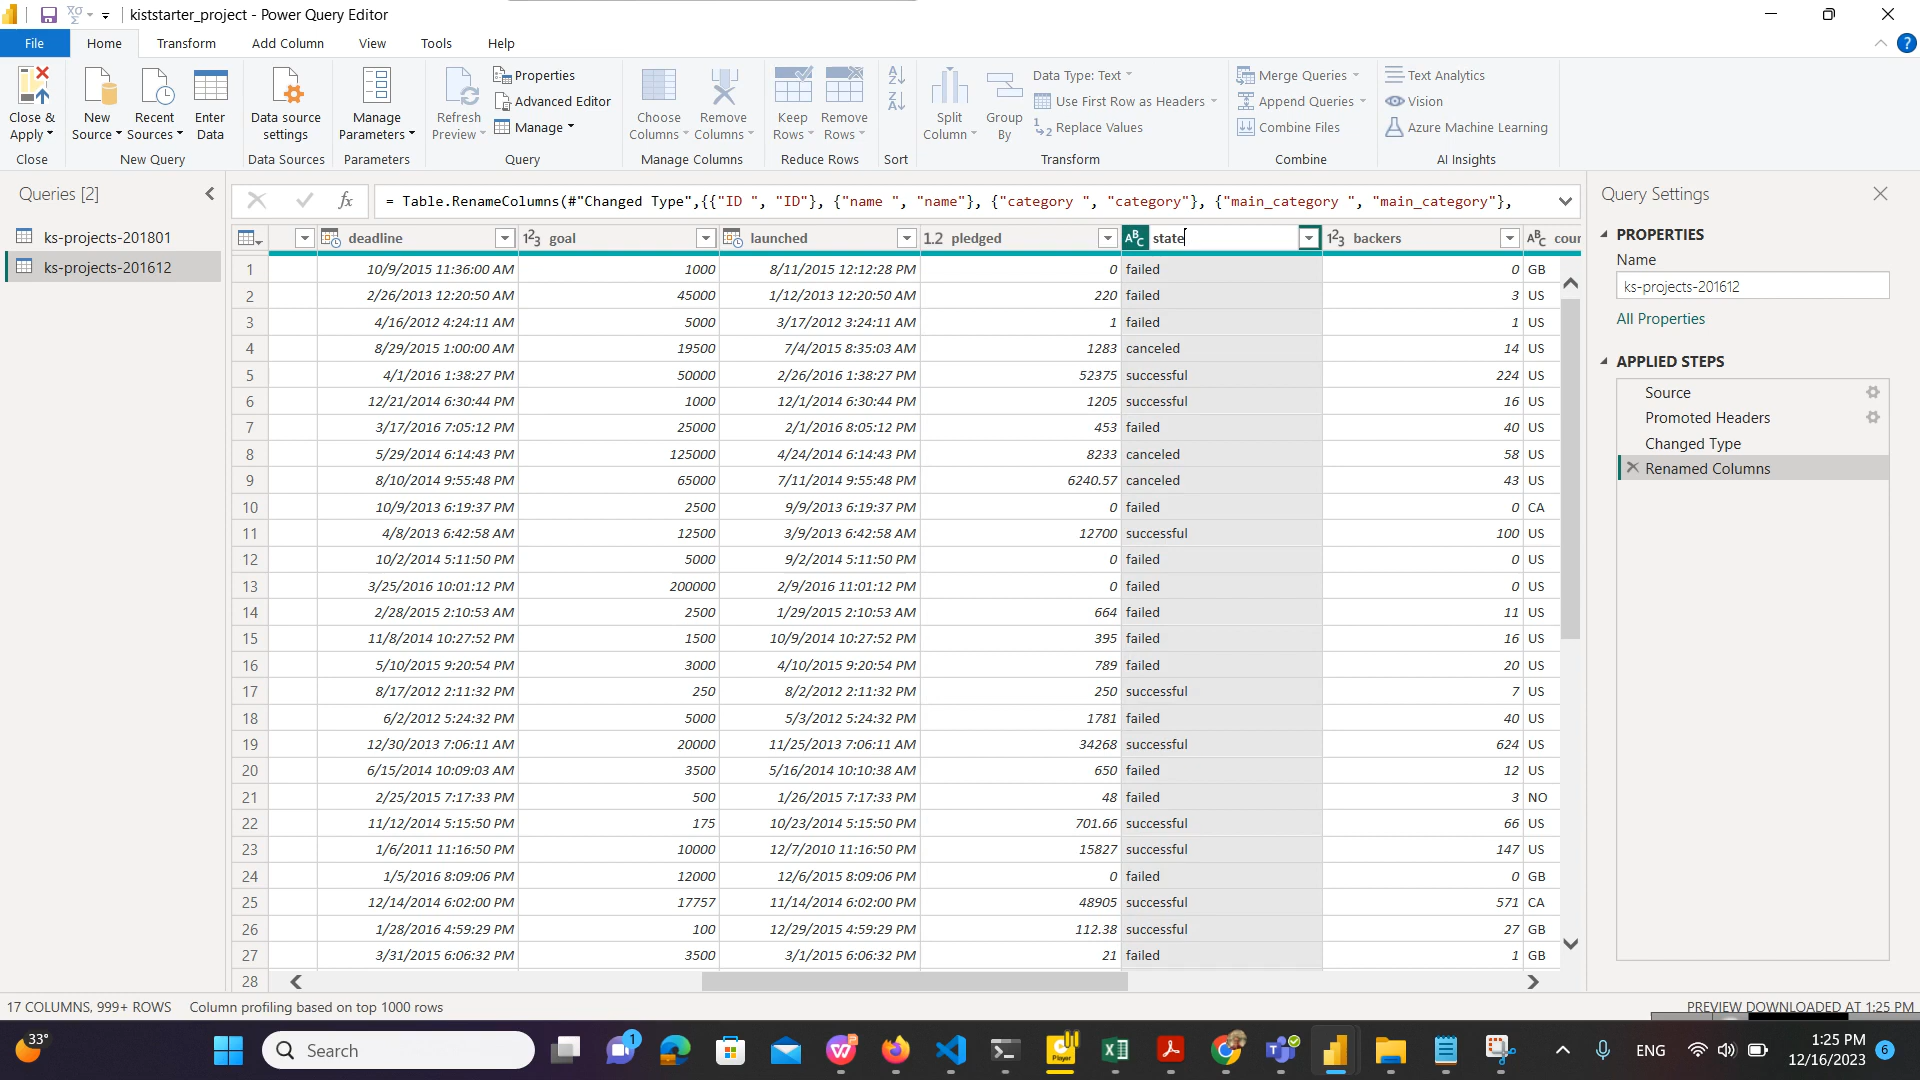 kiststarter_project - Power Query Editor
File Home Transform Add Column View Tools Help
Close & Apply
New Source
Recent Sources
Enter Data
Data source settings
Manage Parameters
Refresh Preview
Properties
Advanced Editor
Manage
Choose Columns
Remove Columns
Keep Rows
Remove Rows
Split Column
Group By
Data Type: Text
Use First Row as Headers
Replace Values
Merge Queries
Append Queries
Combine Files
Text Analytics
Vision
Azure Machine Learning
Close New Query Data Sources Parameters Query Manage Columns Reduce Rows Sort Transform Combine AI Insights
Queries [2]
ks-projects-201801
ks-projects-201612
fx = Table.RenameColumns(#"Changed Type",{{"ID ", "ID"}, {"name ", "name"}, {"category ", "category"}, {"main_category ", "main_category"},
deadline 123 goal launched 1.2 pledged ABC state 123 backers ABC cour
1 10/9/2015 11:36:00 AM 1000 8/11/2015 12:12:28 PM 0 failed 0 GB
2 2/26/2013 12:20:50 AM 45000 1/12/2013 12:20:50 AM 220 failed 3 US
3 4/16/2012 4:24:11 AM 5000 3/17/2012 3:24:11 AM 1 failed 1 US
4 8/29/2015 1:00:00 AM 19500 7/4/2015 8:35:03 AM 1283 canceled 14 US
5 4/1/2016 1:38:27 PM 50000 2/26/2016 1:38:27 PM 52375 successful 224 US
6 12/21/2014 6:30:44 PM 1000 12/1/2014 6:30:44 PM 1205 successful 16 US
7 3/17/2016 7:05:12 PM 25000 2/1/2016 8:05:12 PM 453 failed 40 US
8 5/29/2014 6:14:43 PM 125000 4/24/2014 6:14:43 PM 8233 canceled 58 US
9 8/10/2014 9:55:48 PM 65000 7/11/2014 9:55:48 PM 6240.57 canceled 43 US
10 10/9/2013 6:19:37 PM 2500 9/9/2013 6:19:37 PM 0 failed 0 CA
11 4/8/2013 6:42:58 AM 12500 3/9/2013 6:42:58 AM 12700 successful 100 US
12 10/2/2014 5:11:50 PM 5000 9/2/2014 5:11:50 PM 0 failed 0 US
13 3/25/2016 10:01:12 PM 200000 2/9/2016 11:01:12 PM 0 failed 0 US
14 2/28/2015 2:10:53 AM 2500 1/29/2015 2:10:53 AM 664 failed 11 US
15 11/8/2014 10:27:52 PM 1500 10/9/2014 10:27:52 PM 395 failed 16 US
16 5/10/2015 9:20:54 PM 3000 4/10/2015 9:20:54 PM 789 failed 20 US
17 8/17/2012 2:11:32 PM 250 8/2/2012 2:11:32 PM 250 successful 7 US
18 6/2/2012 5:24:32 PM 5000 5/3/2012 5:24:32 PM 1781 failed 40 US
19 12/30/2013 7:06:11 AM 20000 11/25/2013 7:06:11 AM 34268 successful 624 US
20 6/15/2014 10:09:03 AM 3500 5/16/2014 10:10:38 AM 650 failed 12 US
21 2/25/2015 7:17:33 PM 500 1/26/2015 7:17:33 PM 48 failed 3 NO
22 11/12/2014 5:15:50 PM 175 10/23/2014 5:15:50 PM 701.66 successful 66 US
23 1/6/2011 11:16:50 PM 10000 12/7/2010 11:16:50 PM 15827 successful 147 US
24 1/5/2016 8:09:06 PM 12000 12/6/2015 8:09:06 PM 0 failed 0 GB
25 12/14/2014 6:02:00 PM 17757 11/14/2014 6:02:00 PM 48905 successful 571 CA
26 1/28/2016 4:59:29 PM 100 12/29/2015 4:59:29 PM 112.38 successful 27 GB
27 3/31/2015 6:06:32 PM 3500 3/1/2015 6:06:32 PM 21 failed 1 GB
28
Query Settings
PROPERTIES
Name
ks-projects-201612
All Properties
APPLIED STEPS
Source
Promoted Headers
Changed Type
Renamed Columns
17 COLUMNS, 999+ ROWS Column profiling based on top 1000 rows PREVIEW DOWNLOADED AT 1:25 PM
33°
Search
1
Player
ENG
1:25 PM
12/16/2023
6